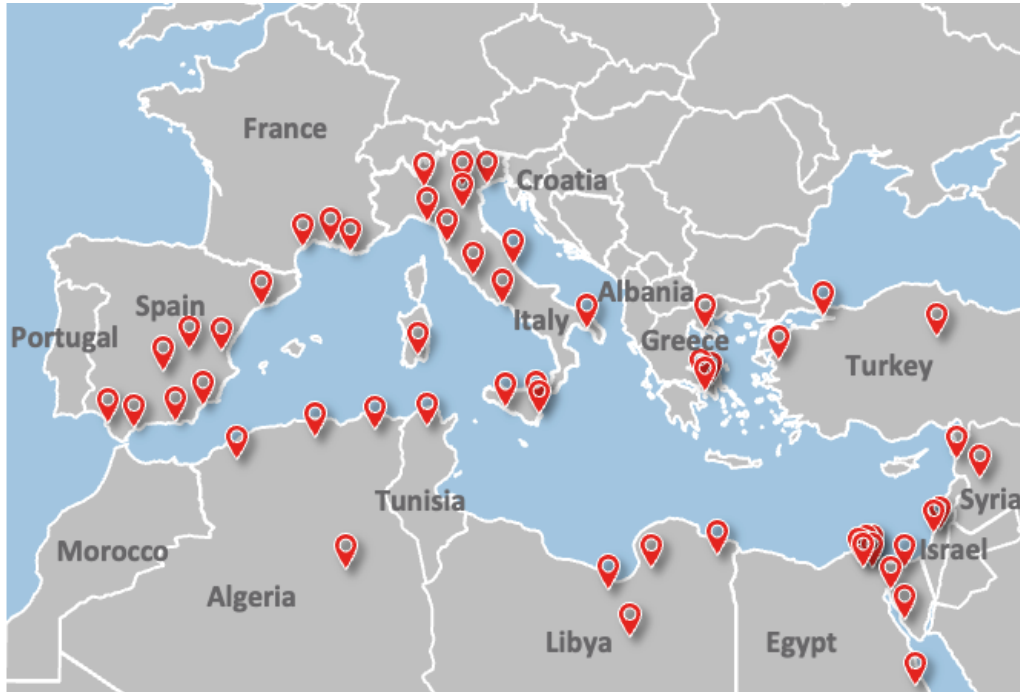 France
Croatia
Spain
Albania
Portugal
Italy
Greece
Turkey
Tunisia
Syria
Morocco
Israel
Algeria
Libya
Egypt